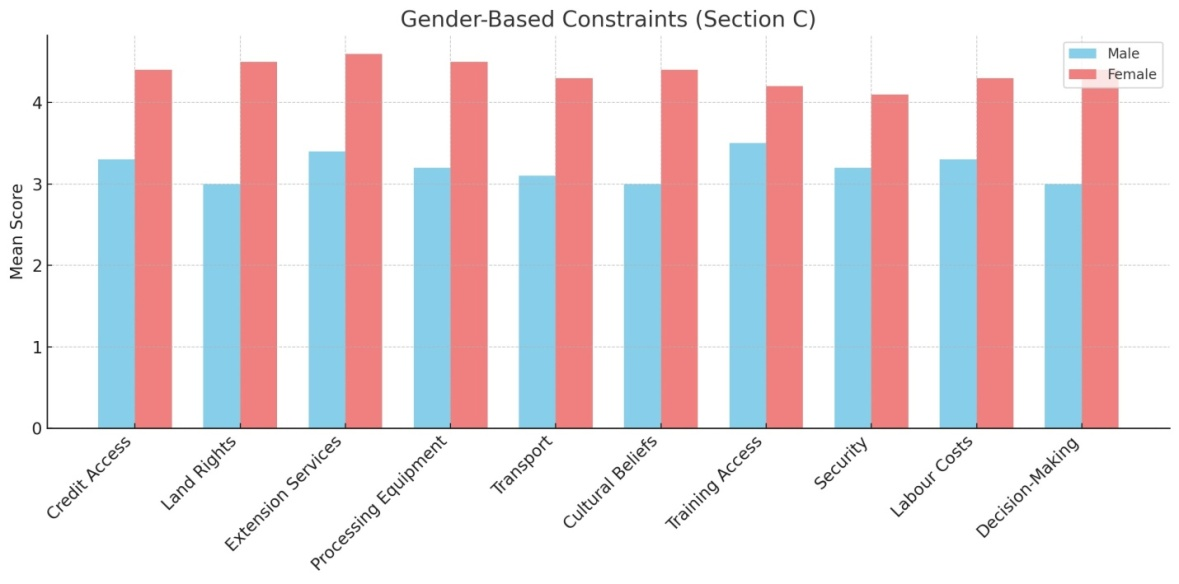 Gender-Based Constraints (Section C)
Male
Female
Mean Score
4
3
2
1
0
Credit Access
Land Rights
Extension Services
Processing Equipment
Transport
Cultural Beliefs
Training Access
Security
Labour Costs
Decision-Making